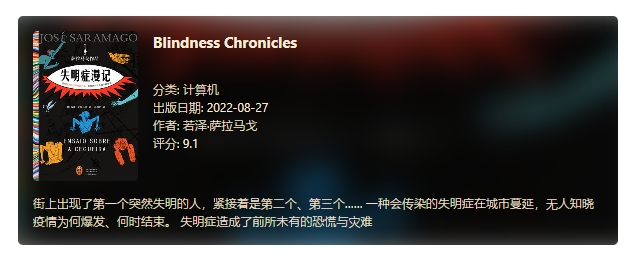 JOSÉ SARAMAGO
Blindness Chronicles
失明症漫记
ENSAIO SOBRE
A CEGUEIRA
分类: 计算机
出版日期: 2022-08-27
作者: 若泽·萨拉马戈
评分: 9.1
街上出现了第一个突然失明的人，紧接着是第二个、第三个…… 一种会传染的失明症在城市蔓延，无人知晓
疫情为何爆发、何时结束。 失明症造成了前所未有的恐慌与灾难